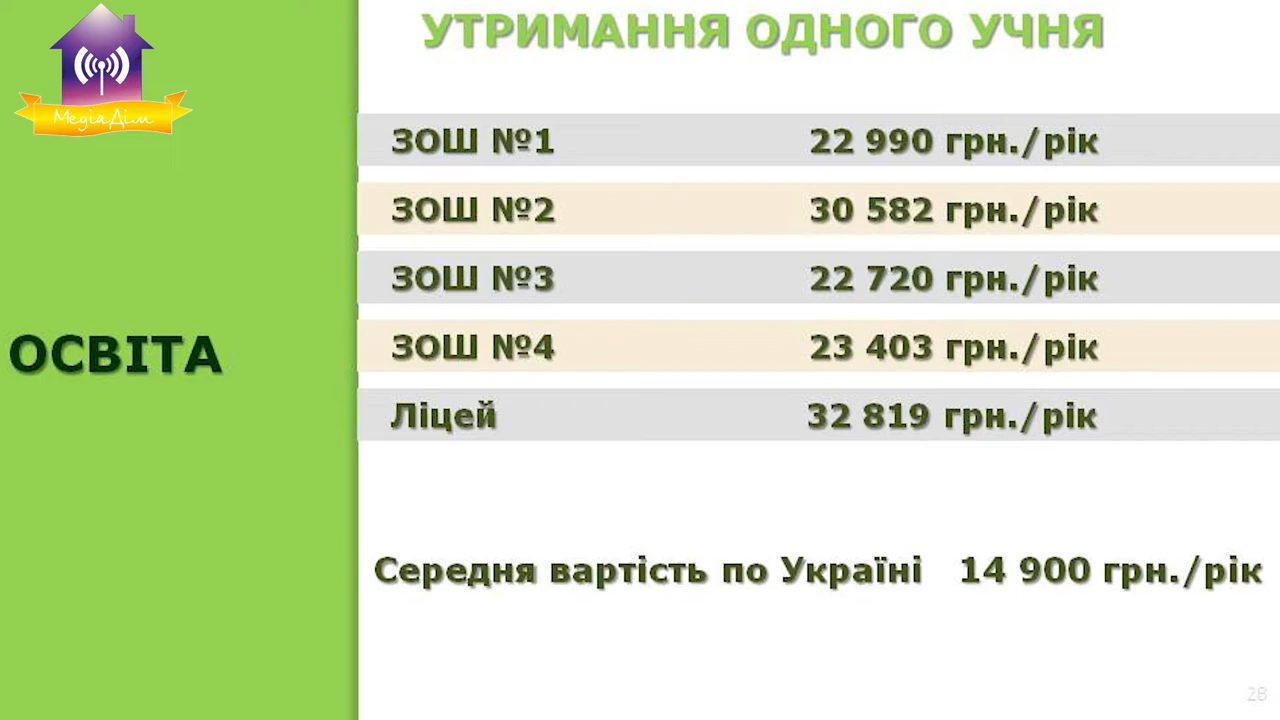 МедіаДім
УТРИМАННЯ ОДНОГО УЧНЯ
ЗОШ №1 22 990 грн./рік
ЗОШ №2 30 582 грн./рік
ЗОШ №3 22 720 грн./рік
ЗОШ №4 23 403 грн./рік
Ліцей 32 819 грн./рік
ОСВІТА
Середня вартість по Україні 14 900 грн./рік
28